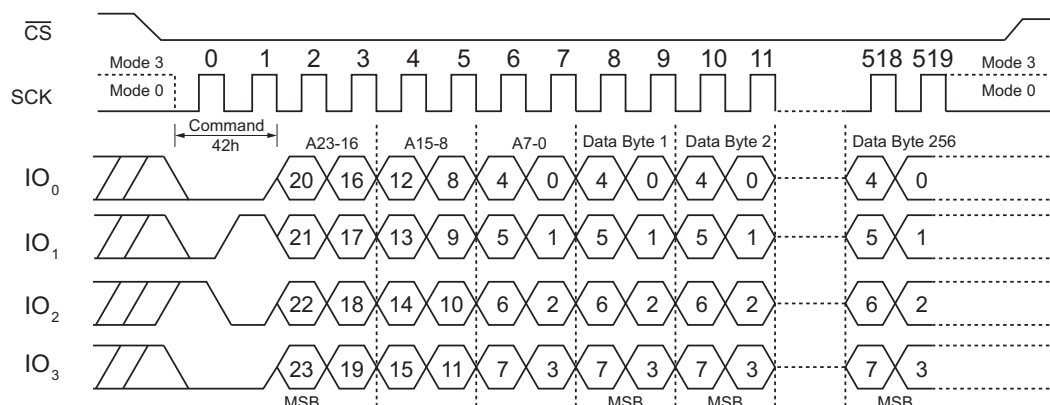 CS
0 1 2 3 4 5 6 7 8 9 10 11 518 519
Mode 3 Mode 3
SCK Mode 0 Mode 0
Command
42h
A23-16 A15-8 A7-0 Data Byte 1 Data Byte 2 Data Byte 256
IO0 20 16 12 8 4 0 4 0 4 0 4 0
IO1 21 17 13 9 5 1 5 1 5 1 5 1
IO2 22 18 14 10 6 2 6 2 6 2 6 2
IO3 23 19 15 11 7 3 7 3 7 3 7 3
MSB MSB MSB MSB